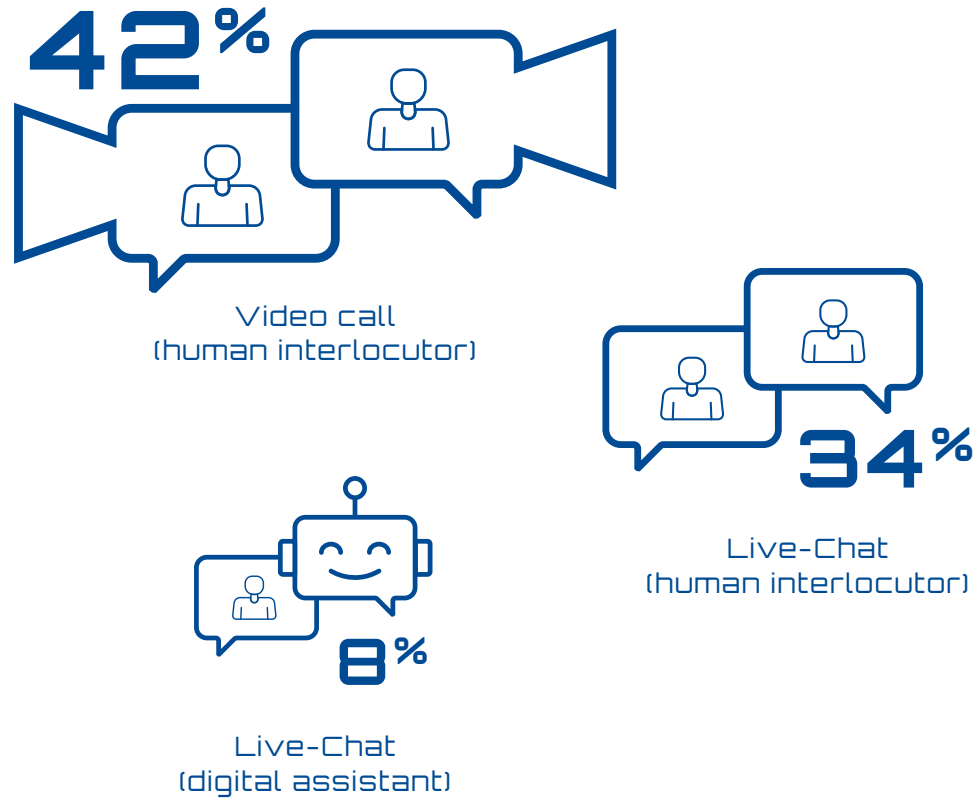 42%
Video call
(human interlocutor)
34%
Live-Chat
(human interlocutor)
8%
Live-Chat
(digital assistant)